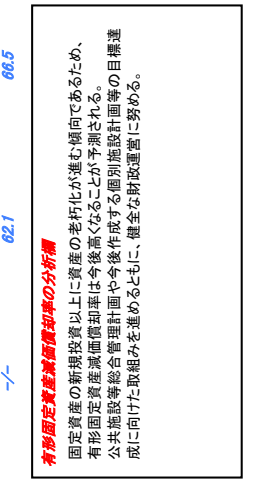 -/-
62.1
66.5
有形固定資産減価償却率の分析欄
固定資産の新規投資以上に資産の老朽化が進む傾向であるため、
有形固定資産減価償却率は今後高くなることが予測される。
公共施設等総合管理計画や今後作成する個別施設計画等の目標達
成に向けた取組みを進めるともに、健全な財政運営に努める。